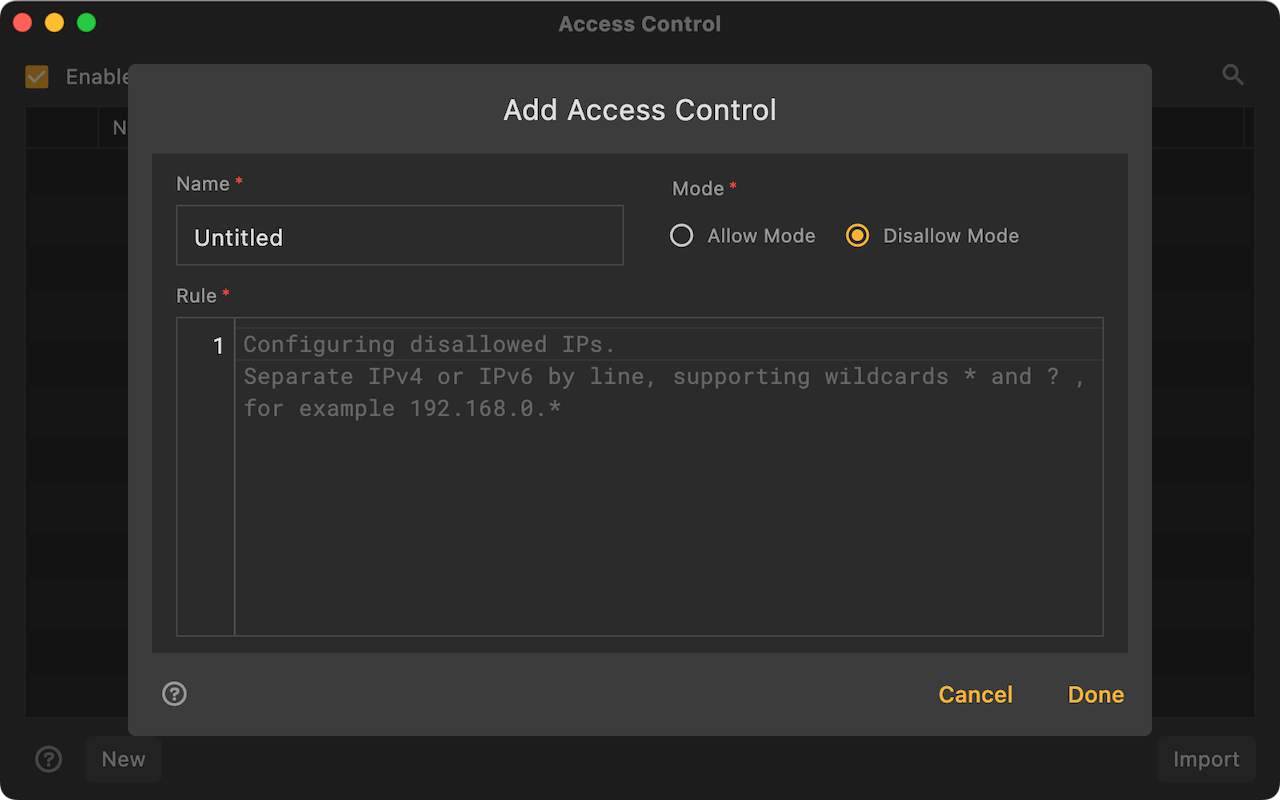 Access Control
Enable
N
Add Access Control
Name *
Mode *
Untitled
Allow Mode
Disallow Mode
Rule *
1
Configuring disallowed IPs.
Separate IPv4 or IPv6 by line, supporting wildcards * and ? ,
for example 192.168.0.*
Cancel
Done
New
Import